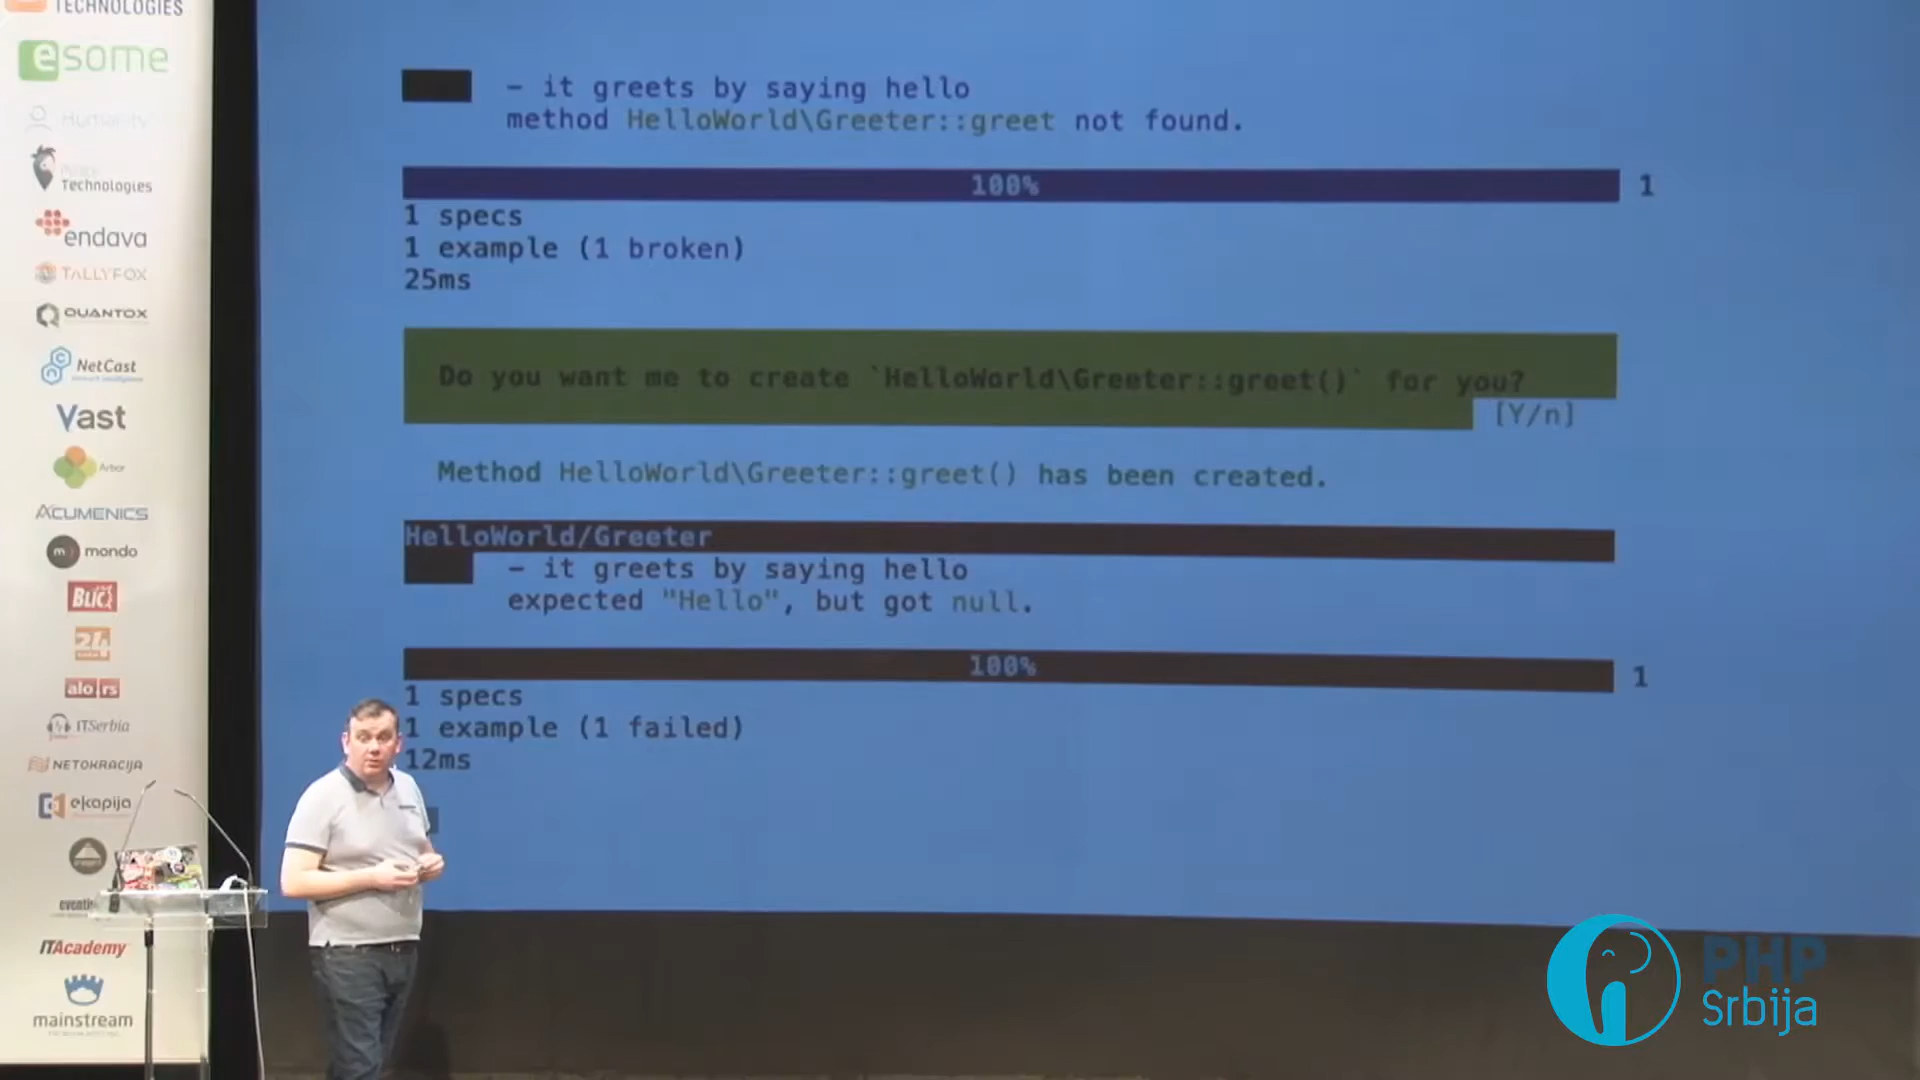 TECHNOLOGIES
esome
Humanity
Technologies
endava
TALLYFOX
QUANTOX
NetCast
Vast
Arbor
ACUMENICS
m
mondo
BLIC
24
alo rs
ITSerbia
NETOKRACIJA
ekapija
ITAcademy
mainstream
– it greets by saying hello
method HelloWorld\Greeter::greet not found.
100% 1
1 specs
1 example (1 broken)
25ms
Do you want me to create `HelloWorld\Greeter::greet()` for you?
[Y/n]
Method HelloWorld\Greeter::greet() has been created.
HelloWorld/Greeter
– it greets by saying hello
expected "Hello", but got null.
100% 1
1 specs
1 example (1 failed)
12ms
PHP
Srbija